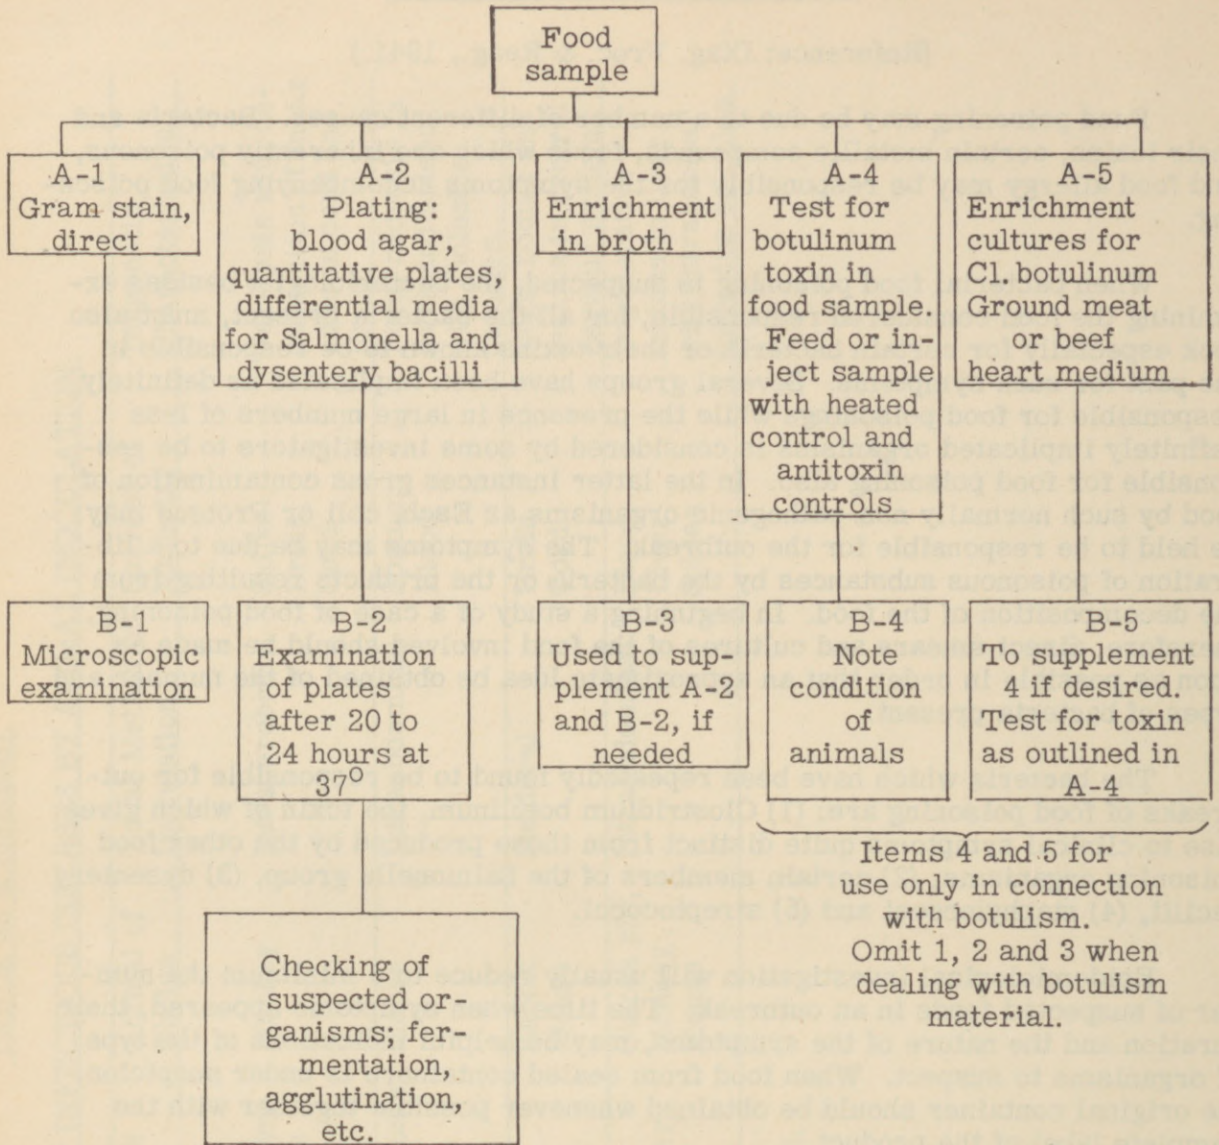 Food
sample
A-1
Gram stain,
direct
A-2
Plating:
blood agar,
quantitative plates,
differential media
for Salmonella and
dysentery bacilli
A-3
Enrichment
in broth
A-4
Test for
botulinum
toxin in
food sample.
Feed or in-
ject sample
with heated
control and
antitoxin
controls
A-5
Enrichment
cultures for
Cl. botulinum
Ground meat
or beef
heart medium
B-1
Microscopic
examination
B-2
Examination
of plates
after 20 to
24 hours at
37°
B-3
Used to sup-
plement A-2
and B-2, if
needed
B-4
Note
condition
of
animals
B-5
To supplement
4 if desired.
Test for toxin
as outlined in
A-4
Items 4 and 5 for
use only in connection
with botulism.
Omit 1, 2 and 3 when
dealing with botulism
material.
Checking of
suspected or-
ganisms; fer-
mentation,
agglutination,
etc.